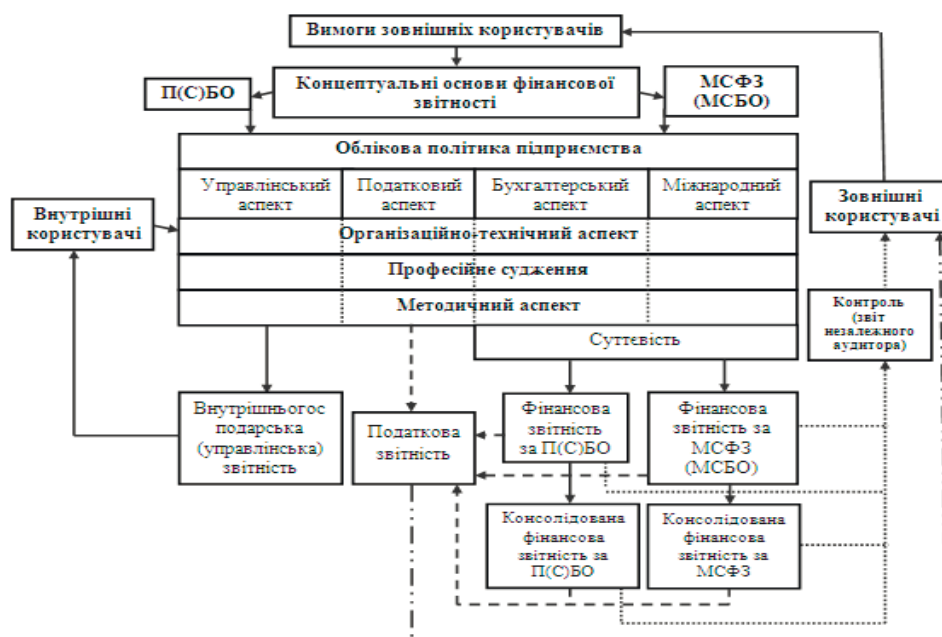 Вимоги зовнішніх користувачів
П(С)БО
Концептуальні основи фінансової
звітності
МСФЗ
(МСБО)
Облікова політика підприємства
Управлінський
аспект
Податковий
аспект
Бухгалтерський
аспект
Міжнародний
аспект
Внутрішні
користувачі
Зовнішні
користувачі
Організаційно-технічний аспект
Професійне судження
Методичний аспект
Контроль
(звіт
незалежного
аудитора)
Суттєвість
Внутрішньогос
подарська
(управлінська)
звітність
Податкова
звітність
Фінансова
звітність
за П(С)БО
Фінансова
звітність за
МСФЗ
(МСБО)
Консолідована
фінансова
звітність за
П(С)БО
Консолідована
фінансова
звітність за
МСФЗ